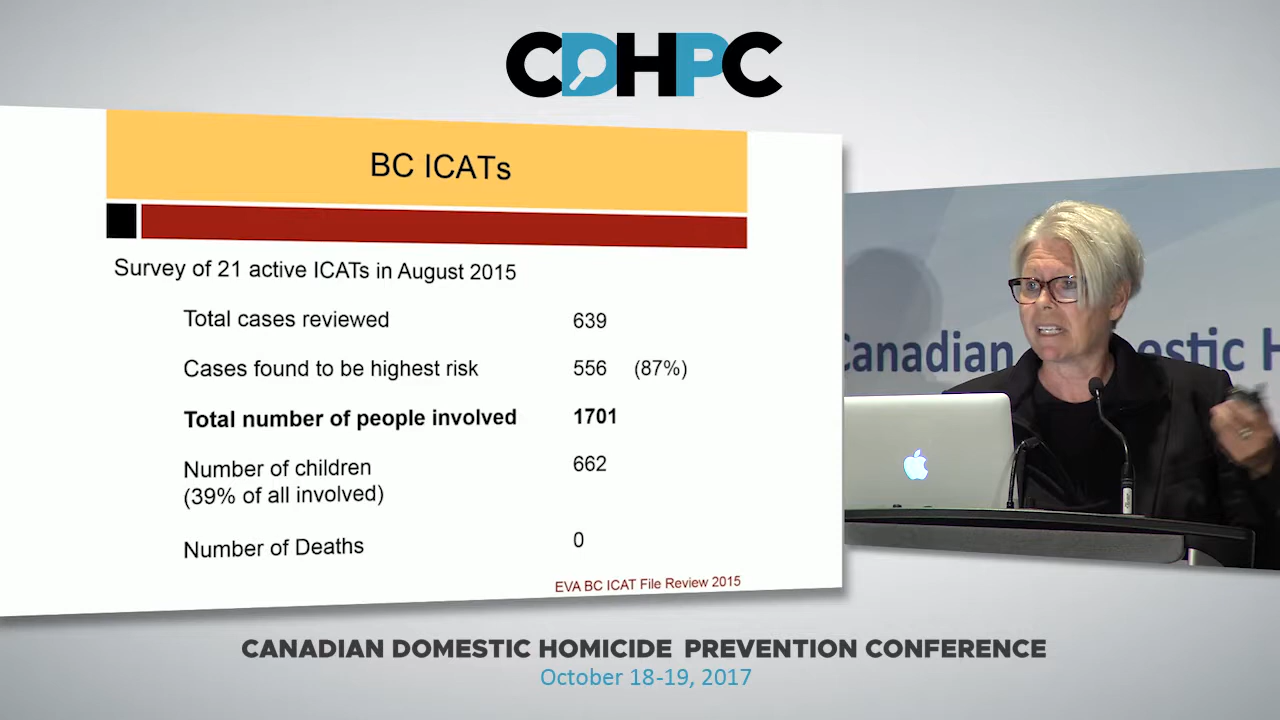 CDHPC
BC ICATs
Survey of 21 active ICATs in August 2015
Total cases reviewed 639
Cases found to be highest risk 556 (87%)
Total number of people involved 1701
Number of children 662
(39% of all involved)
Number of Deaths 0
EVA BC ICAT File Review 2015
Canadian
estic H
CANADIAN DOMESTIC HOMICIDE PREVENTION CONFERENCE
October 18-19, 2017